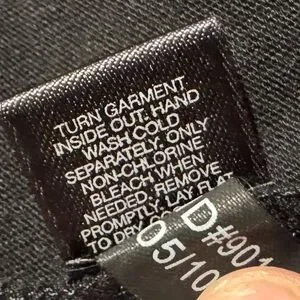 TURN GARMENT
INSIDE OUT. HAND
WASH COLD
SEPARATELY. ONLY
NON-CHLORINE
BLEACH WHEN
NEEDED. REMOVE
PROMPTLY. LAY FLAT
TO DRY.
D#901
05/10